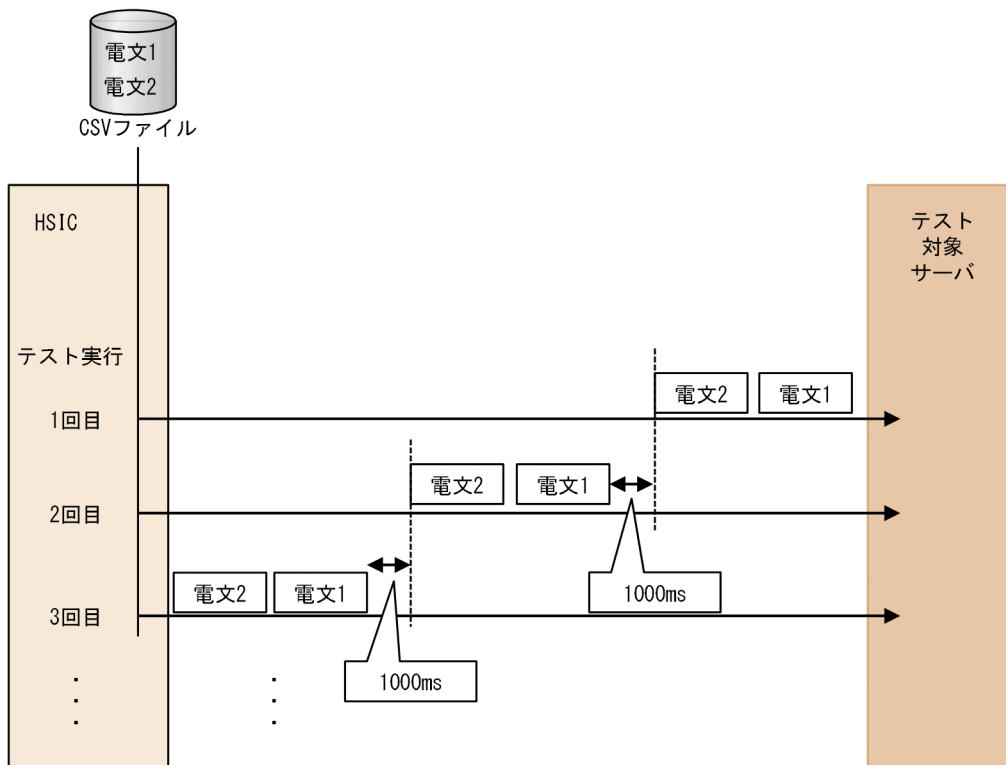 電文1
電文2
CSVファイル
HSIC
テスト
対象
サーバ
テスト実行
電文2
電文1
1回目
電文2
電文1
2回目
電文2
電文1
1000ms
3回目
1000ms